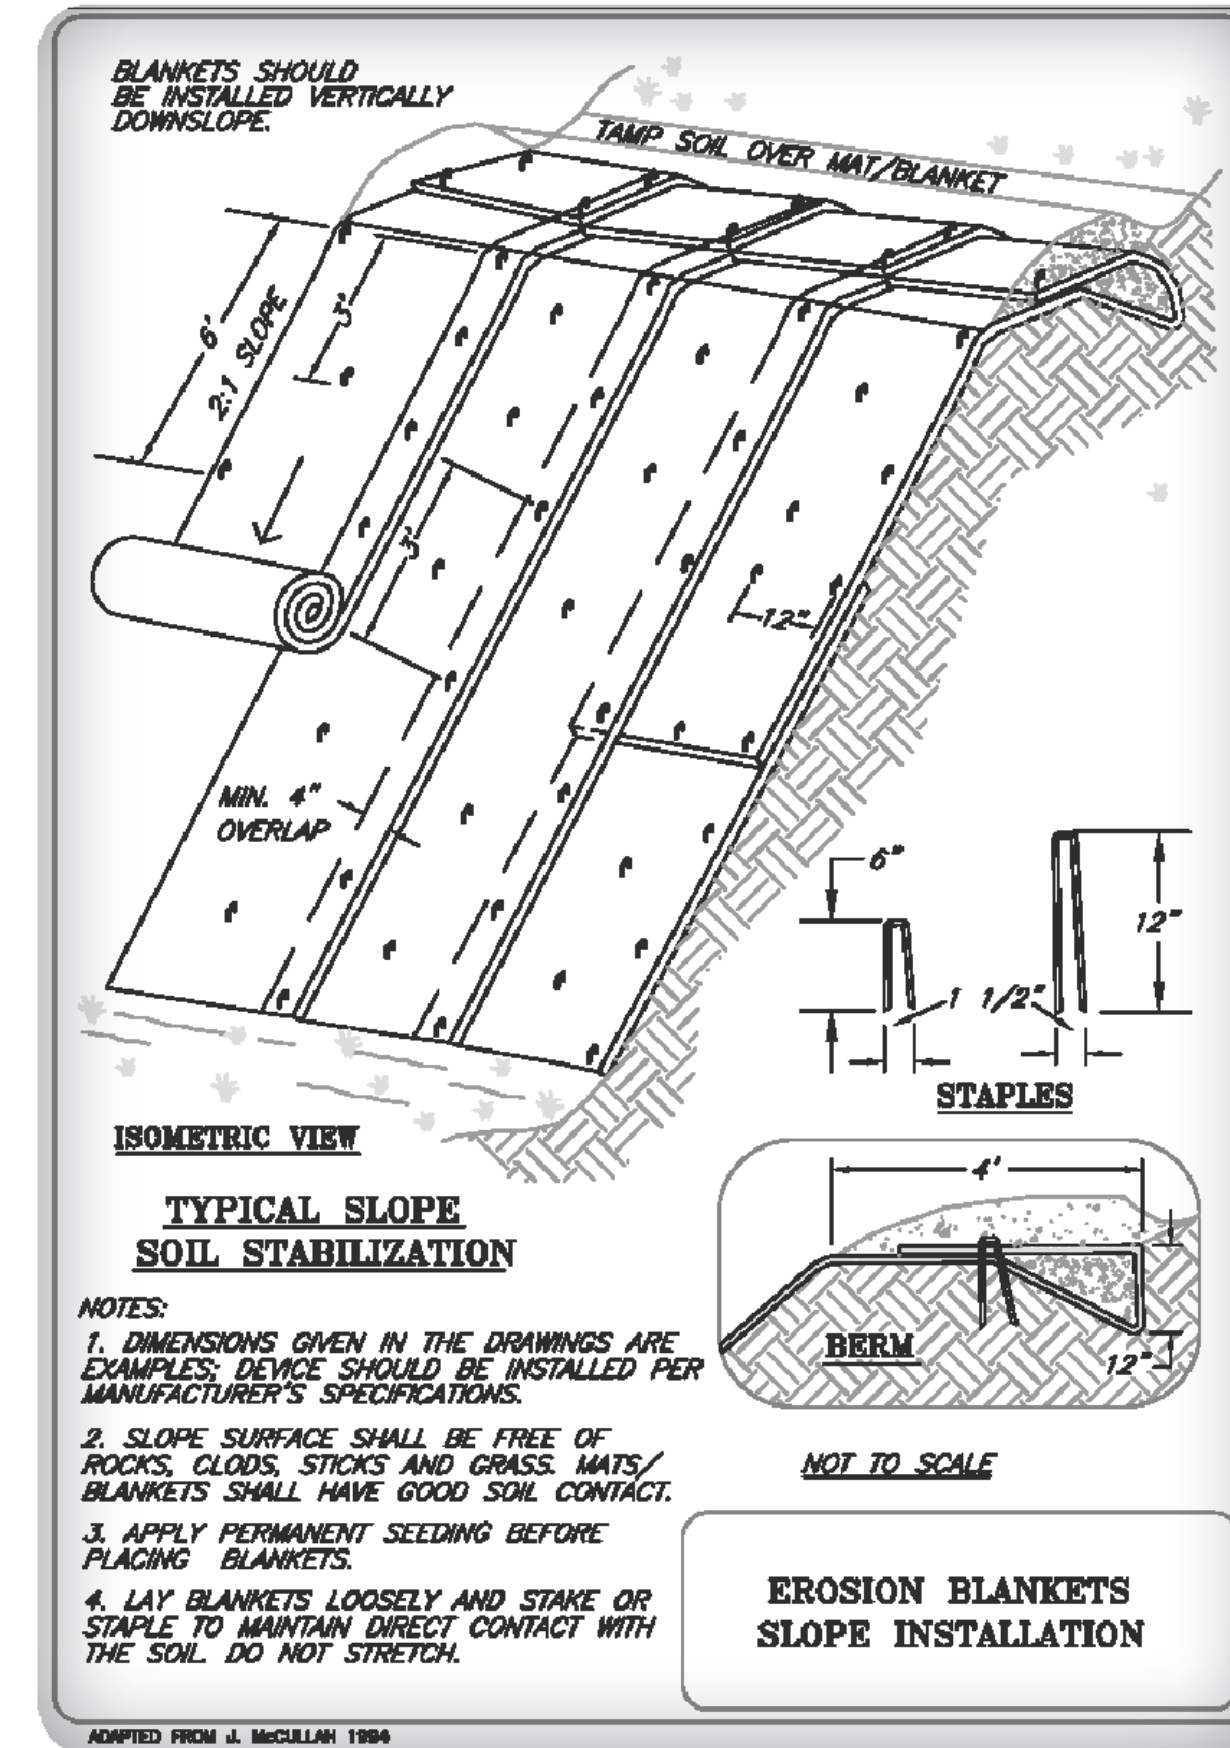 BLANKETS SHOULD
BE INSTALLED VERTICALLY
DOWNSLOPE.
TAMP SOIL OVER MAT/BLANKET
6'
2:1 SLOPE
3'
3'
12"
MIN. 4"
OVERLAP
6"
12"
1 1/2"
STAPLES
ISOMETRIC VIEW
TYPICAL SLOPE
SOIL STABILIZATION
4'
BERM
12"
NOT TO SCALE
NOTES:
1. DIMENSIONS GIVEN IN THE DRAWINGS ARE
EXAMPLES; DEVICE SHOULD BE INSTALLED PER
MANUFACTURER'S SPECIFICATIONS.
2. SLOPE SURFACE SHALL BE FREE OF
ROCKS, CLODS, STICKS AND GRASS. MATS/
BLANKETS SHALL HAVE GOOD SOIL CONTACT.
3. APPLY PERMANENT SEEDING BEFORE
PLACING BLANKETS.
4. LAY BLANKETS LOOSELY AND STAKE OR
STAPLE TO MAINTAIN DIRECT CONTACT WITH
THE SOIL. DO NOT STRETCH.
EROSION BLANKETS
SLOPE INSTALLATION
ADAPTED FROM J. McCULLAH 1994